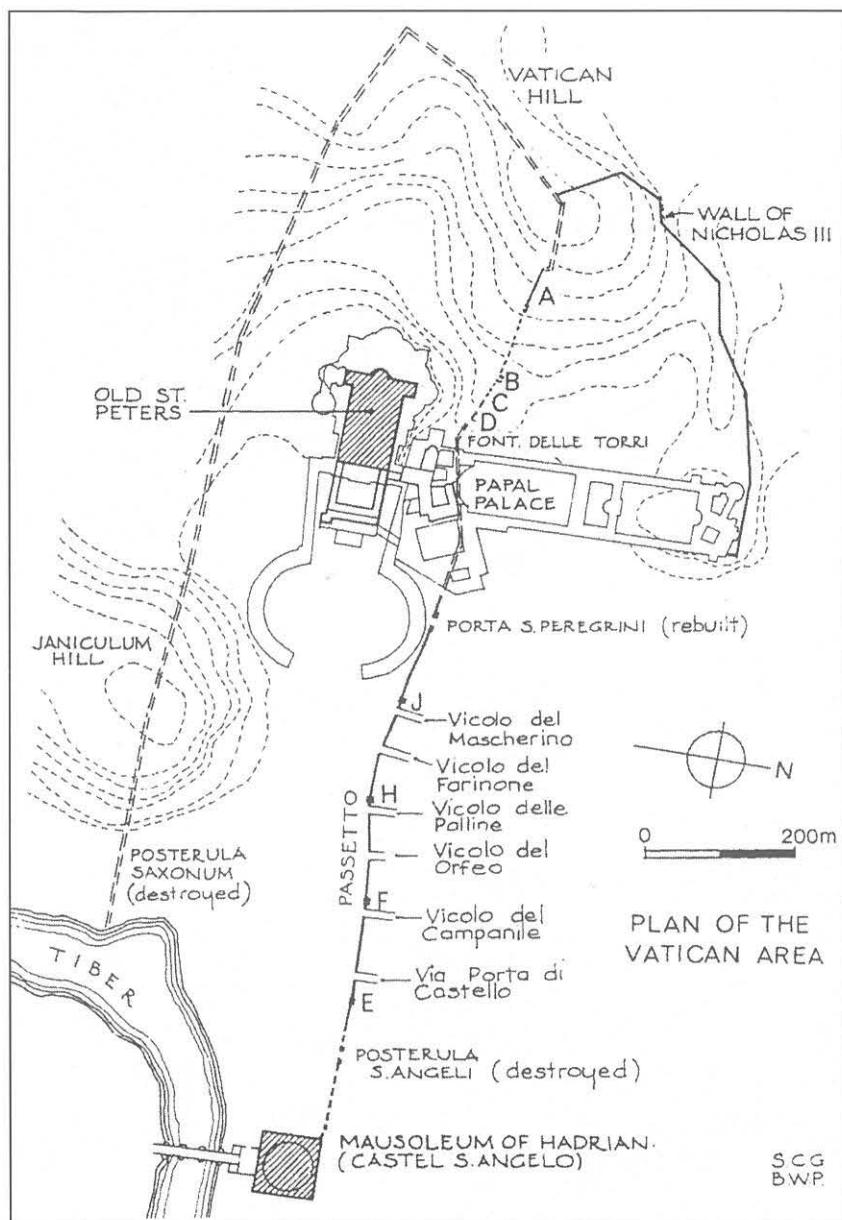 VATICAN
HILL
WALL OF
NICHOLAS III
A
B
C
D
OLD ST.
PETERS
FONT. DELLE TORRI
PAPAL
PALACE
PORTA S. PEREGRINI (rebuilt)
JANICULUM
HILL
J
Vicolo del
Mascherino
Vicolo del
Farinone
N
H
PASSETTO
Vicolo delle
Palline
0 200m
Vicolo del
Orfeo
POSTERULA
SAXONUM
(destroyed)
F
Vicolo del
Campanile
PLAN OF THE
VATICAN AREA
TIBER
Via Porta di
Castello
E
POSTERULA
S. ANGELI (destroyed)
MAUSOLEUM OF HADRIAN.
(CASTEL S. ANGELO)
S.C.G
B.W.P.